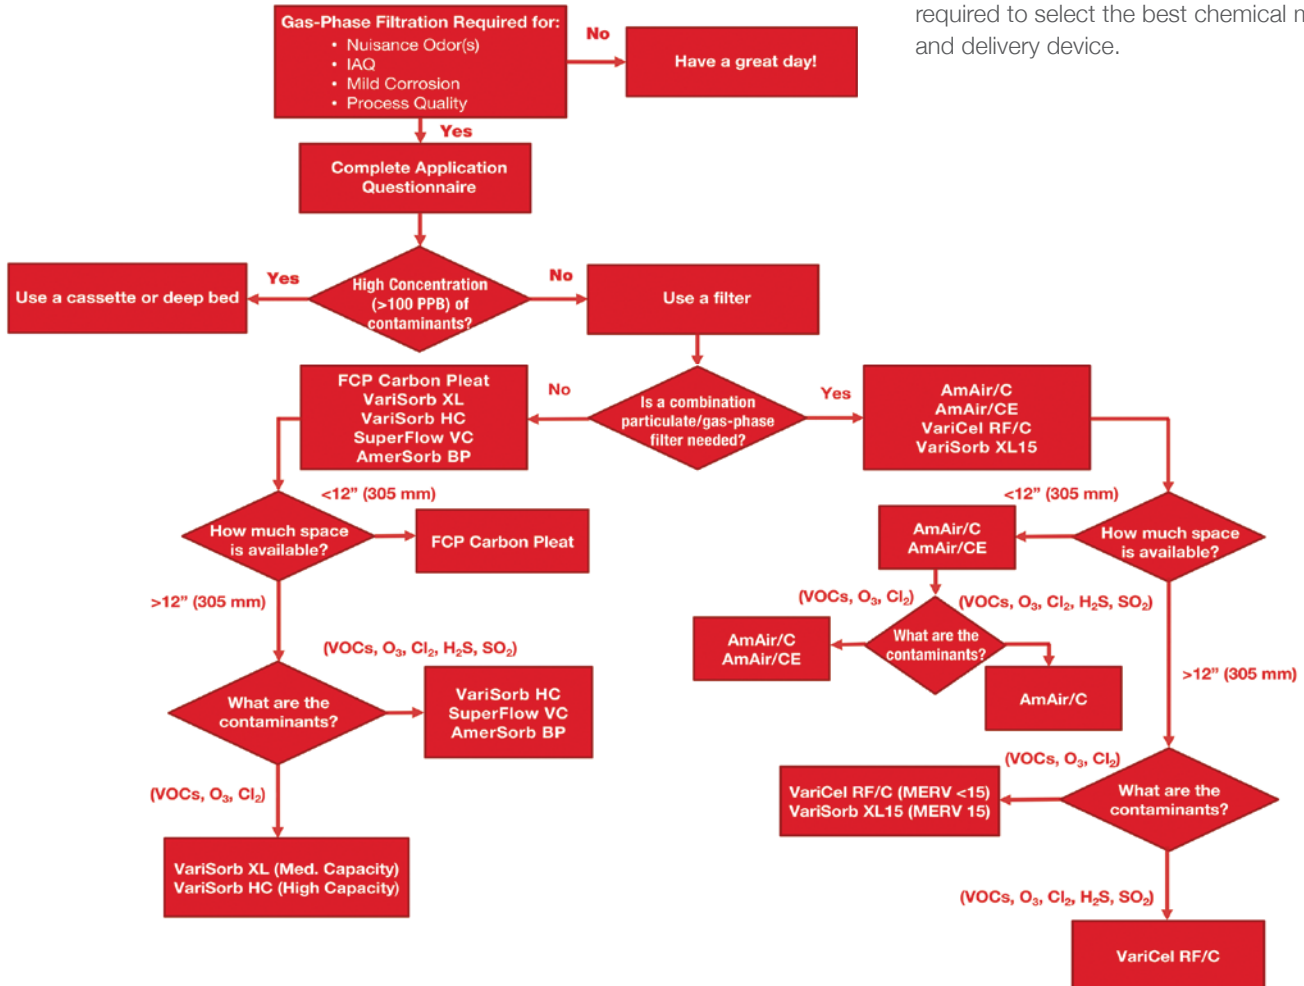 required to select the best chemical
and delivery device.
Gas-Phase Filtration Required for:
• Nuisance Odor(s)
• IAQ
• Mild Corrosion
• Process Quality
No
Have a great day!
Yes
Complete Application
Questionnaire
Use a cassette or deep bed
Yes
High Concentration
(>100 PPB) of
contaminants?
No
Use a filter
FCP Carbon Pleat
VariSorb XL
VariSorb HC
SuperFlow VC
AmerSorb BP
No
Is a combination
particulate/gas-phase
filter needed?
Yes
AmAir/C
AmAir/CE
VariCel RF/C
VariSorb XL15
<12” (305 mm)
How much space
is available?
FCP Carbon Pleat
>12” (305 mm)
(VOCs, O₃, Cl₂, H₂S, SO₂)
What are the
contaminants?
VariSorb HC
SuperFlow VC
AmerSorb BP
(VOCs, O₃, Cl₂)
VariSorb XL (Med. Capacity)
VariSorb HC (High Capacity)
<12” (305 mm)
AmAir/C
AmAir/CE
How much space
is available?
(VOCs, O₃, Cl₂)
(VOCs, O₃, Cl₂, H₂S, SO₂)
AmAir/C
AmAir/CE
What are the
contaminants?
AmAir/C
>12” (305 mm)
(VOCs, O₃, Cl₂)
VariCel RF/C (MERV <15)
VariSorb XL15 (MERV 15)
What are the
contaminants?
(VOCs, O₃, Cl₂, H₂S, SO₂)
VariCel RF/C